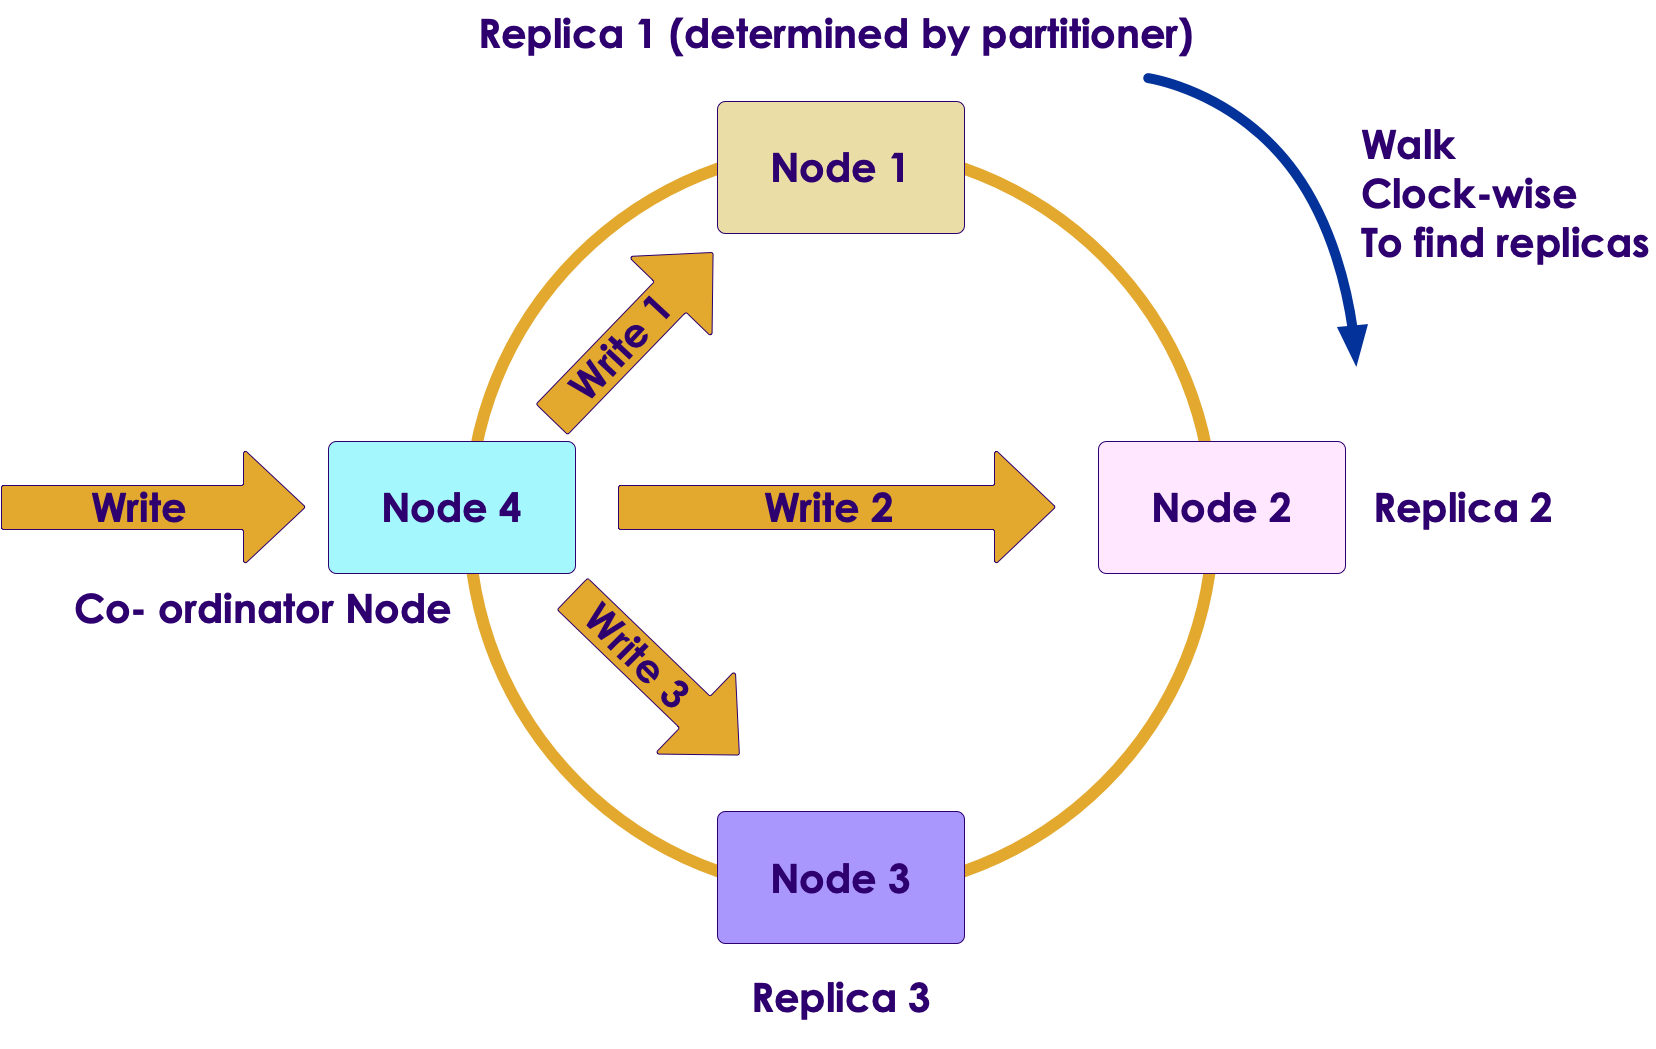 Replica 1 (determined by partitioner)
Node 1
Walk
Clock-wise
To find replicas
Write 1
Write
Node 4
Write 2
Node 2
Replica 2
Co- ordinator Node
Write 3
Node 3
Replica 3